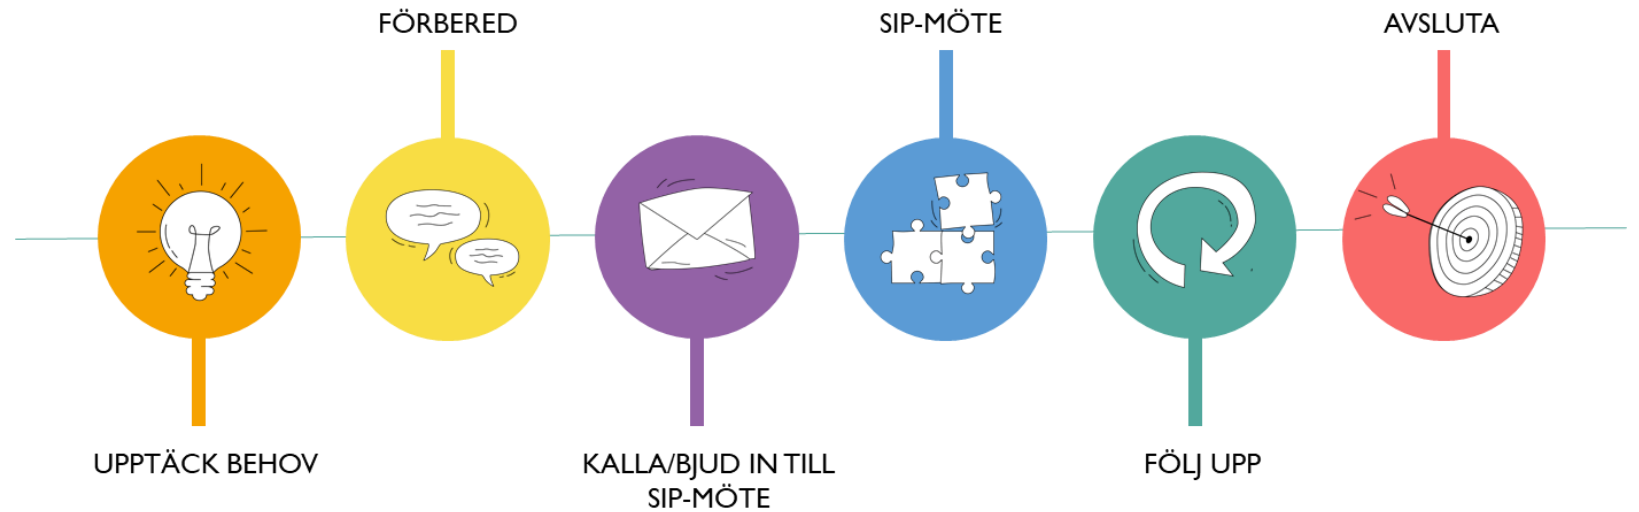 FÖRBERED
SIP-MÖTE
AVSLUTA
UPPTÄCK BEHOV
KALLA/BJUD IN TILL
SIP-MÖTE
FÖLJ UPP